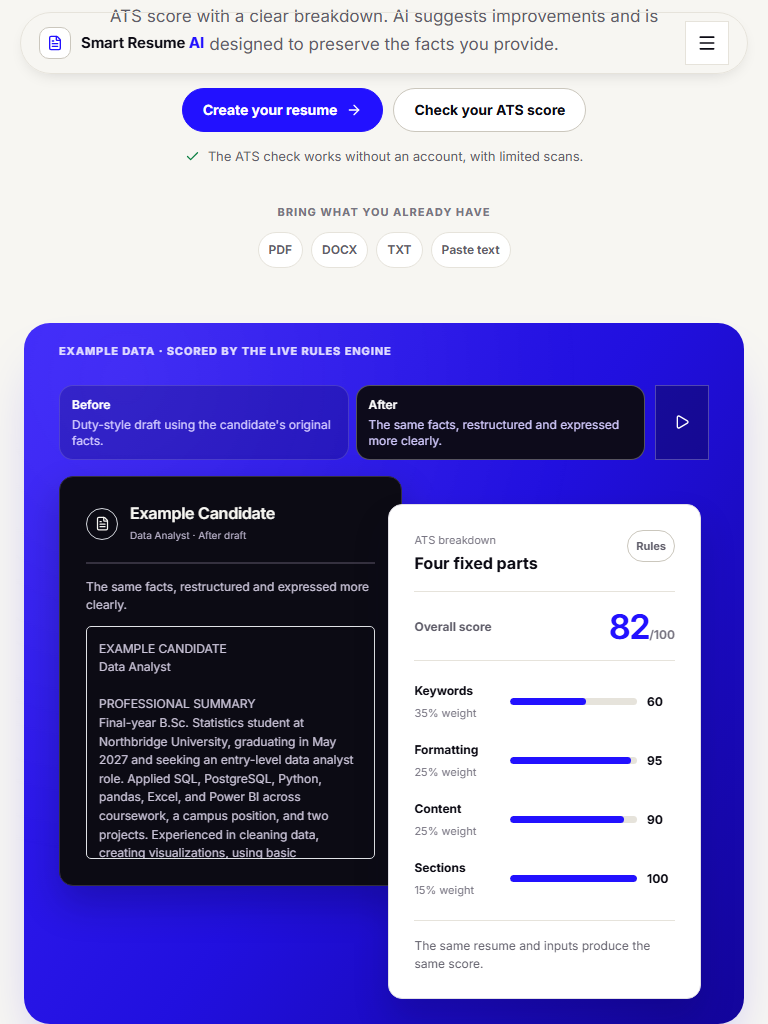 ATS score with a clear breakdown. AI suggests improvements and is
Smart Resume AI
designed to preserve the facts you provide.
Create your resume
Check your ATS score
The ATS check works without an account, with limited scans.
BRING WHAT YOU ALREADY HAVE
PDF
DOCX
TXT
Paste text
EXAMPLE DATA · SCORED BY THE LIVE RULES ENGINE
Before
Duty-style draft using the candidate's original
facts.
After
The same facts, restructured and expressed
more clearly.
Example Candidate
Data Analyst · After draft
The same facts, restructured and expressed more
clearly.
EXAMPLE CANDIDATE
Data Analyst
PROFESSIONAL SUMMARY
Final-year B.Sc. Statistics student at
Northbridge University, graduating in May
2027 and seeking an entry-level data analyst
role. Applied SQL, PostgreSQL, Python,
pandas, Excel, and Power BI across
coursework, a campus position, and two
projects. Experienced in cleaning data,
creating visualizations, using basic
ATS breakdown
Four fixed parts
Rules
Overall score
82/100
Keywords
35% weight
60
Formatting
25% weight
95
Content
25% weight
90
Sections
15% weight
100
The same resume and inputs produce the
same score.